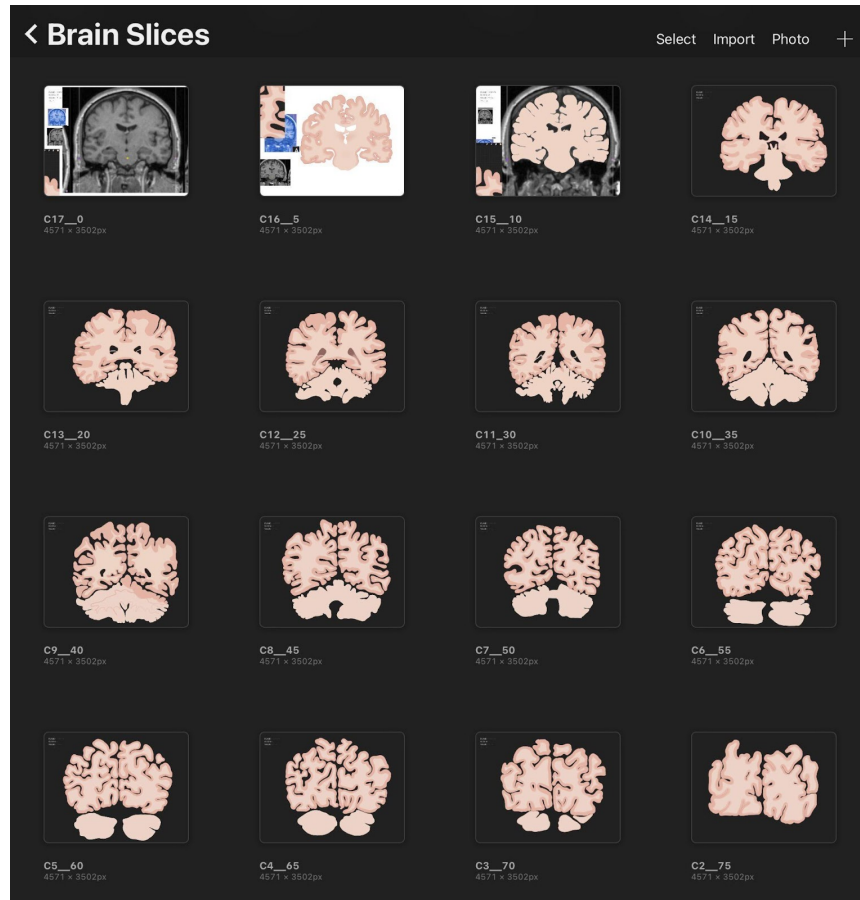 Brain Slices
Select Import Photo
C17__0
4571 × 3502px
C16__5
4571 × 3502px
C15__10
4571 × 3502px
C14__15
4571 × 3502px
C13__20
4571 × 3502px
C12__25
4571 × 3502px
C11_30
4571 × 3502px
C10__35
4571 × 3502px
C9__40
4571 × 3502px
C8__45
4571 × 3502px
C7__50
4571 × 3502px
C6__55
4571 × 3502px
C5__60
4571 × 3502px
C4__65
4571 × 3502px
C3__70
4571 × 3502px
C2__75
4571 × 3502px